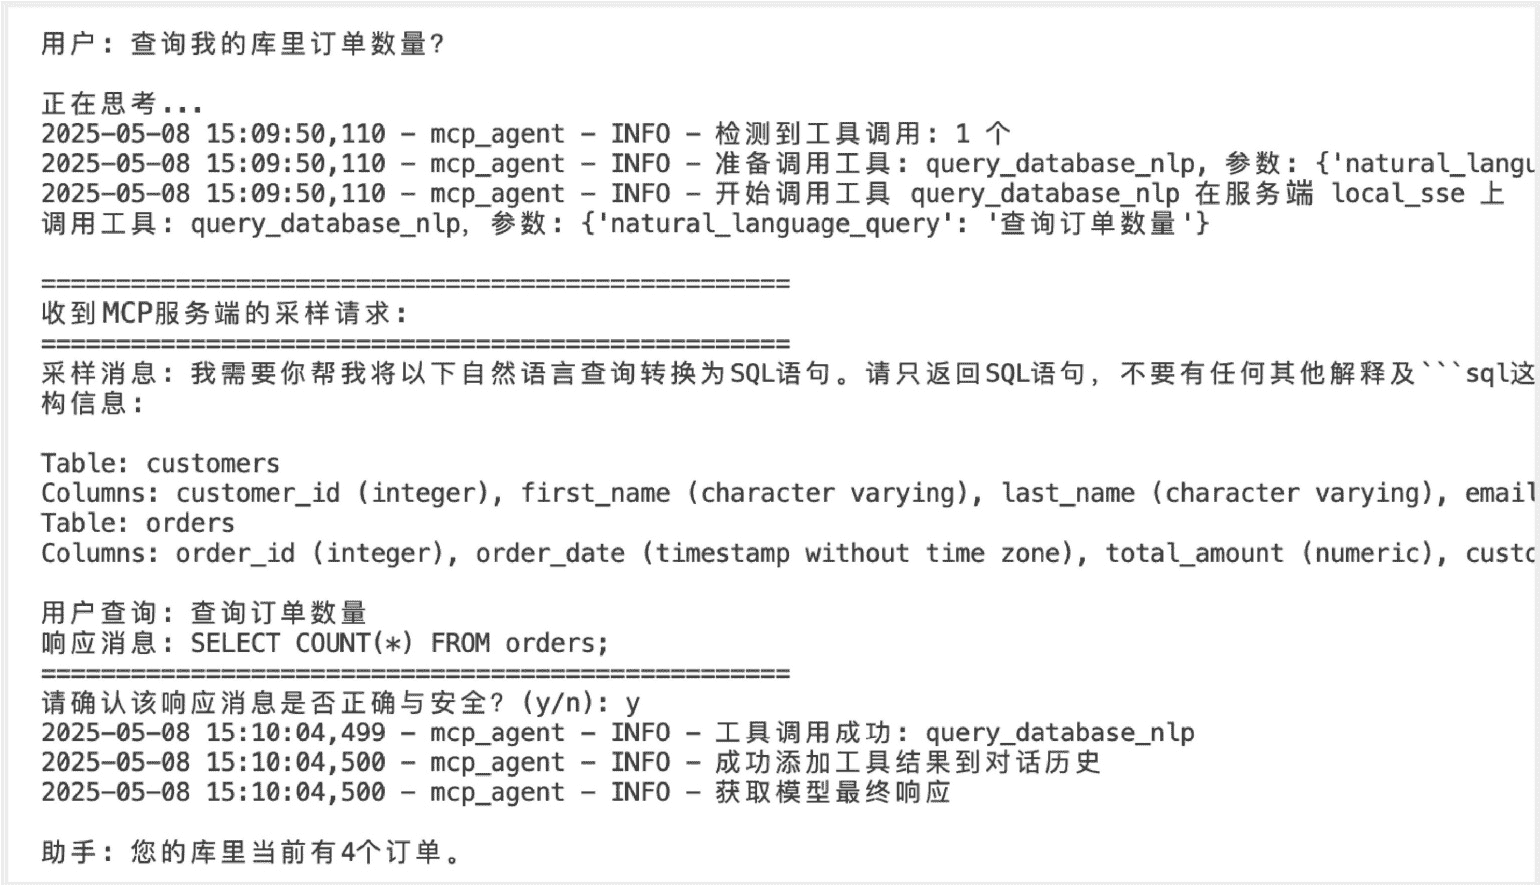 用户: 查询我的库里订单数量?
正在思考...
2025-05-08 15:09:50,110 - mcp_agent - INFO - 检测到工具调用: 1 个
2025-05-08 15:09:50,110 - mcp_agent - INFO - 准备调用工具: query_database_nlp, 参数: {'natural_langu
2025-05-08 15:09:50,110 - mcp_agent - INFO - 开始调用工具 query_database_nlp 在服务端 local_sse 上
调用工具: query_database_nlp, 参数: {'natural_language_query': '查询订单数量'}
==================================================
收到MCP服务端的采样请求:
==================================================
采样消息: 我需要你帮我将以下自然语言查询转换为SQL语句。请只返回SQL语句, 不要有任何其他解释及```sql这
构信息:
Table: customers
Columns: customer_id (integer), first_name (character varying), last_name (character varying), email
Table: orders
Columns: order_id (integer), order_date (timestamp without time zone), total_amount (numeric), custo
用户查询: 查询订单数量
响应消息: SELECT COUNT(*) FROM orders;
==================================================
请确认该响应消息是否正确与安全? (y/n): y
2025-05-08 15:10:04,499 - mcp_agent - INFO - 工具调用成功: query_database_nlp
2025-05-08 15:10:04,500 - mcp_agent - INFO - 成功添加工具结果到对话历史
2025-05-08 15:10:04,500 - mcp_agent - INFO - 获取模型最终响应
助手: 您的库里当前有4个订单。